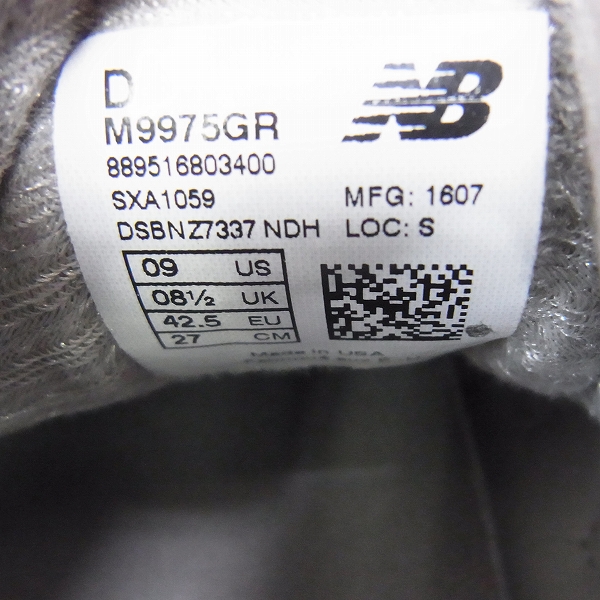 D
NB
M9975GR
889516803400
SXA1059 MFG: 1607
DSBNZ7337 NDH LOC: S
09 US
08½ UK
42.5 EU
27 CM
Made in USA